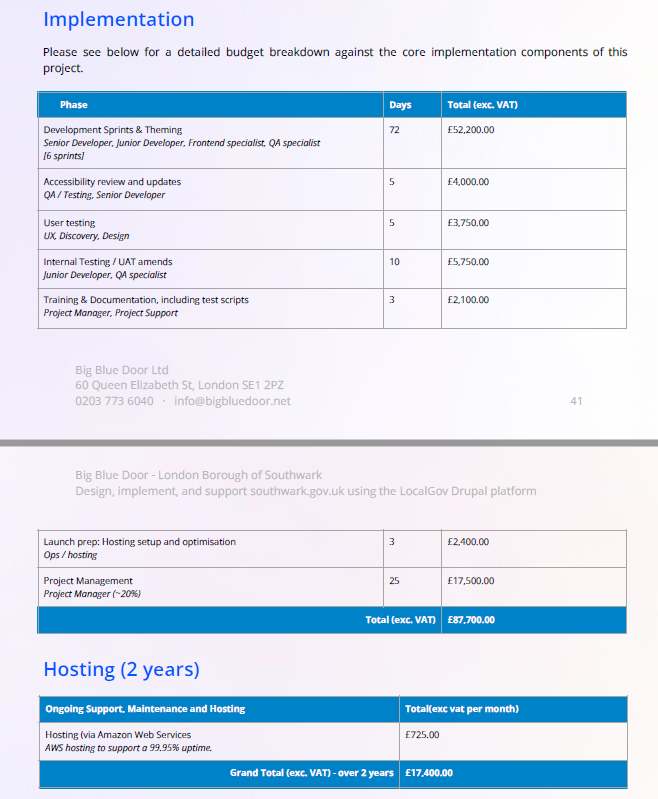 Implementation
Please see below for a detailed budget breakdown against the core implementation components of this
project.
Phase Days Total (exc. VAT)
Development Sprints & Theming 72 £52,200.00
Senior Developer, Junior Developer, Frontend specialist, QA specialist
[6 sprints]
Accessibility review and updates 5 £4,000.00
QA / Testing, Senior Developer
User testing 5 £3,750.00
UX, Discovery, Design
Internal Testing / UAT amends 10 £5,750.00
Junior Developer, QA specialist
Training & Documentation, including test scripts 3 £2,100.00
Project Manager, Project Support
Big Blue Door Ltd
60 Queen Elizabeth St, London SE1 2PZ
0203 773 6040 · info@bigbluedoor.net 41
Big Blue Door - London Borough of Southwark
Design, implement, and support southwark.gov.uk using the LocalGov Drupal platform
Launch prep: Hosting setup and optimisation 3 £2,400.00
Ops / hosting
Project Management 25 £17,500.00
Project Manager (~20%)
Total (exc. VAT) £87,700.00
Hosting (2 years)
Ongoing Support, Maintenance and Hosting Total(exc vat per month)
Hosting (via Amazon Web Services £725.00
AWS hosting to support a 99.95% uptime.
Grand Total (exc. VAT) - over 2 years £17,400.00